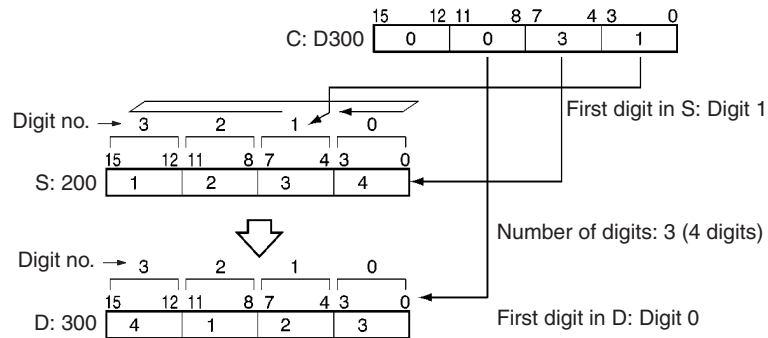 15 12 11 8 7 4 3 0
C: D300 0 0 3 1
First digit in S: Digit 1
Digit no. 3 2 1 0
15 12 11 8 7 4 3 0
S: 200 1 2 3 4
Number of digits: 3 (4 digits)
Digit no. 3 2 1 0
15 12 11 8 7 4 3 0
First digit in D: Digit 0
D: 300 4 1 2 3